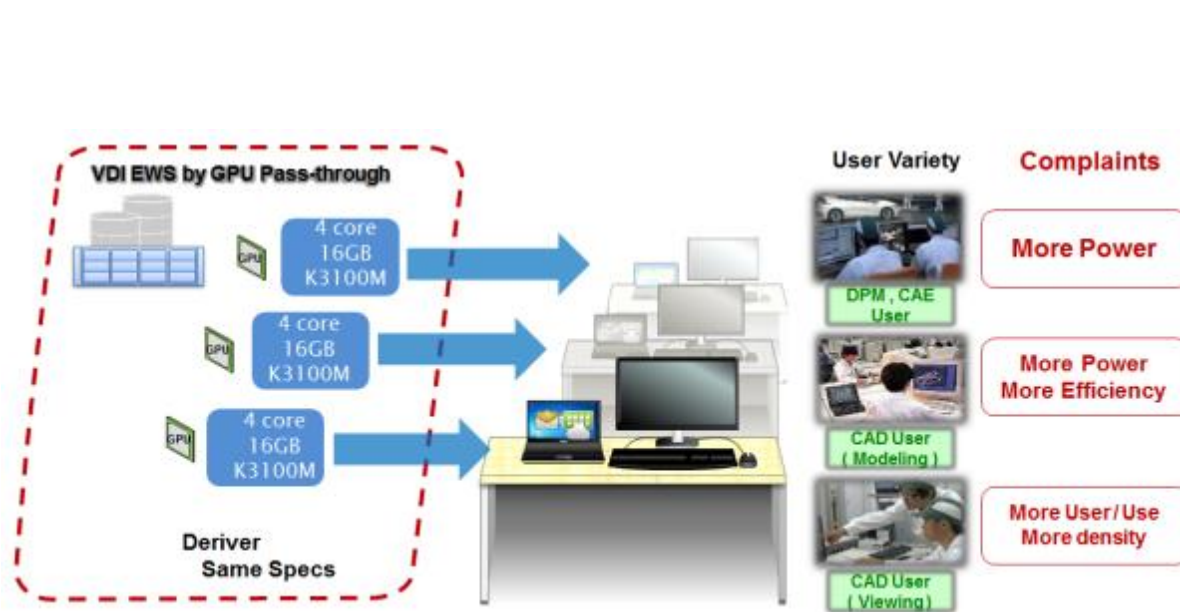 VDI EWS by GPU Pass-through
GPU
4 core
16GB
K3100M
GPU
4 core
16GB
K3100M
GPU
4 core
16GB
K3100M
Deriver
Same Specs
User Variety
Complaints
DPM , CAE
User
More Power
CAD User
( Modeling )
More Power
More Efficiency
CAD User
( Viewing )
More User/ Use
More density